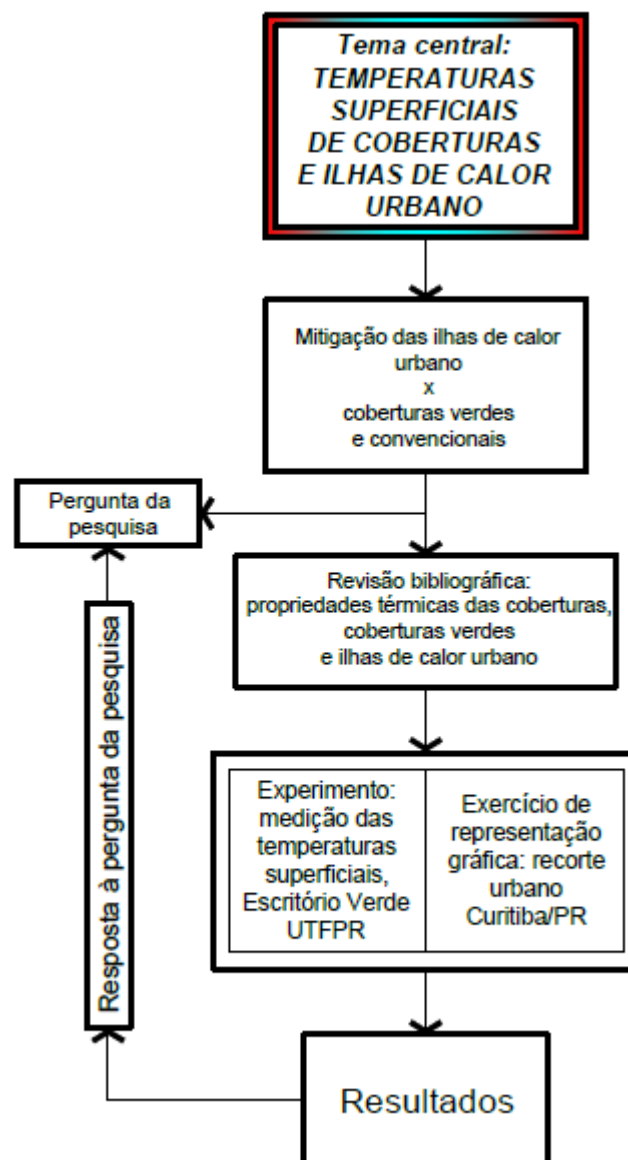 Tema central:
TEMPERATURAS
SUPERFICIAIS
DE COBERTURAS
E ILHAS DE CALOR
URBANO
Mitigação das ilhas de calor
urbano
x
coberturas verdes
e convencionais
Pergunta da
pesquisa
Revisão bibliográfica:
propriedades térmicas das coberturas,
coberturas verdes
e ilhas de calor urbano
Resposta à pergunta da pesquisa
Experimento:
medição das
temperaturas
superficiais,
Escritório Verde
UTFPR
Exercício de
representação
gráfica: recorte
urbano
Curitiba/PR
Resultados